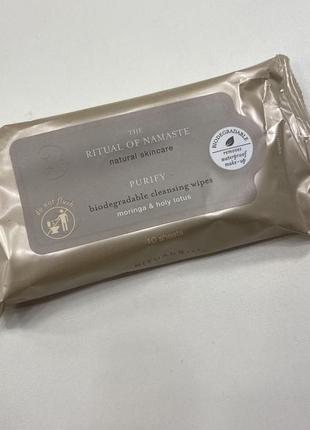 THE
RITUAL OF NAMASTE
natural skincare
PURIFY
biodegradable cleansing wipes
moringa & holy lotus
BIODEGRADABLE
removes
waterproof
make-up
do not flush
10 sheets
RITUALS...